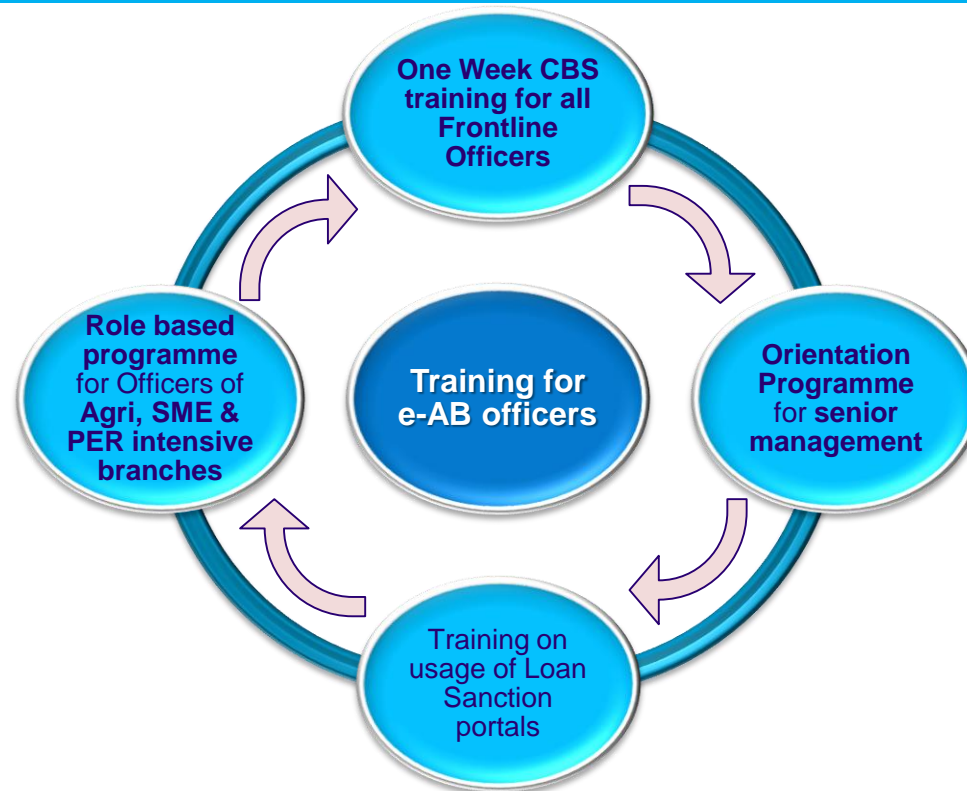 One Week CBS
training for all
Frontline
Officers
Role based
programme
for Officers of
Agri, SME &
PER intensive
branches
Training for
e-AB officers
Orientation
Programme
for senior
management
Training on
usage of Loan
Sanction
portals